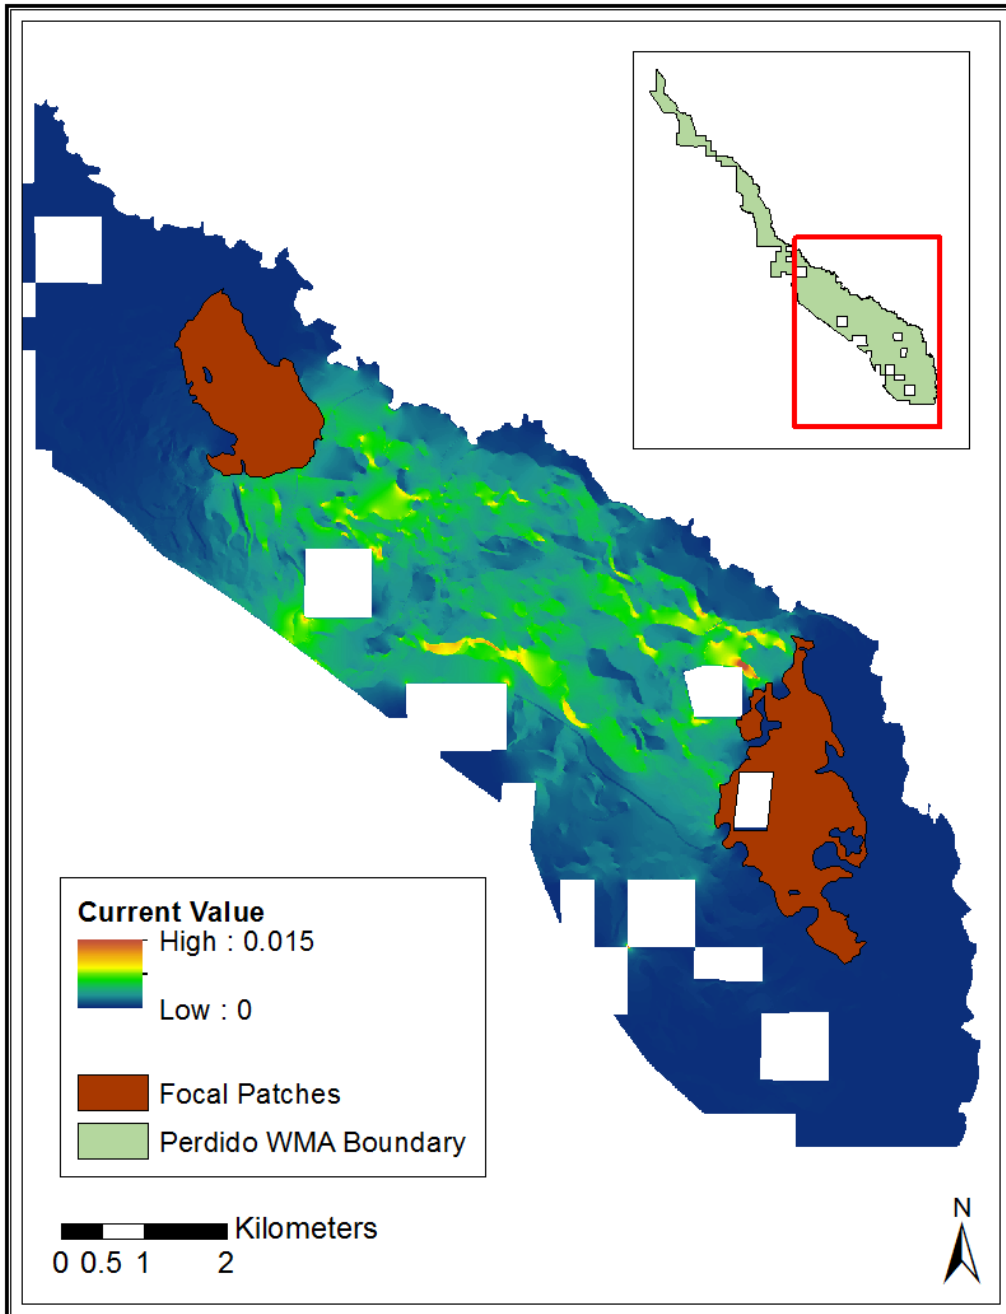 Current Value
High : 0.015
Low : 0
Focal Patches
Perdido WMA Boundary
Kilometers
0 0.5 1 2
N